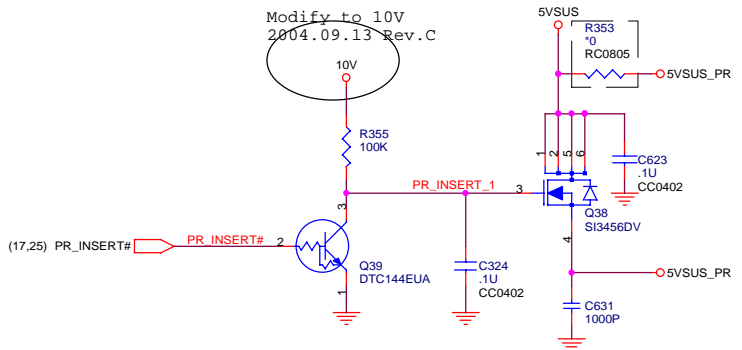 Modify to 10V
2004.09.13 Rev.C
10V
5VSUS
R353
*0
RC0805
5VSUS_PR
R355
100K
1
2
5
6
C623
.1U
CC0402
PR_INSERT_1
3
3
Q38
SI3456DV
(17,25) PR_INSERT#
PR_INSERT#
2
Q39
DTC144EUA
1
C324
.1U
CC0402
4
5VSUS_PR
C631
1000P